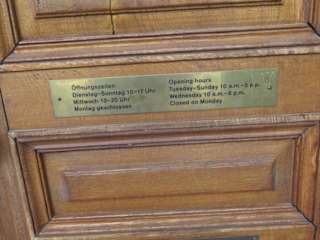 Öffnungszeiten
Dienstag-Sonntag 10-17 Uhr
Mittwoch 10-20 Uhr
Montag geschlossen
Opening hours
Tuesday-Sunday 10 a.m.-5 p.m.
Wednesday 10 a.m.-8 p.m.
Closed on Monday